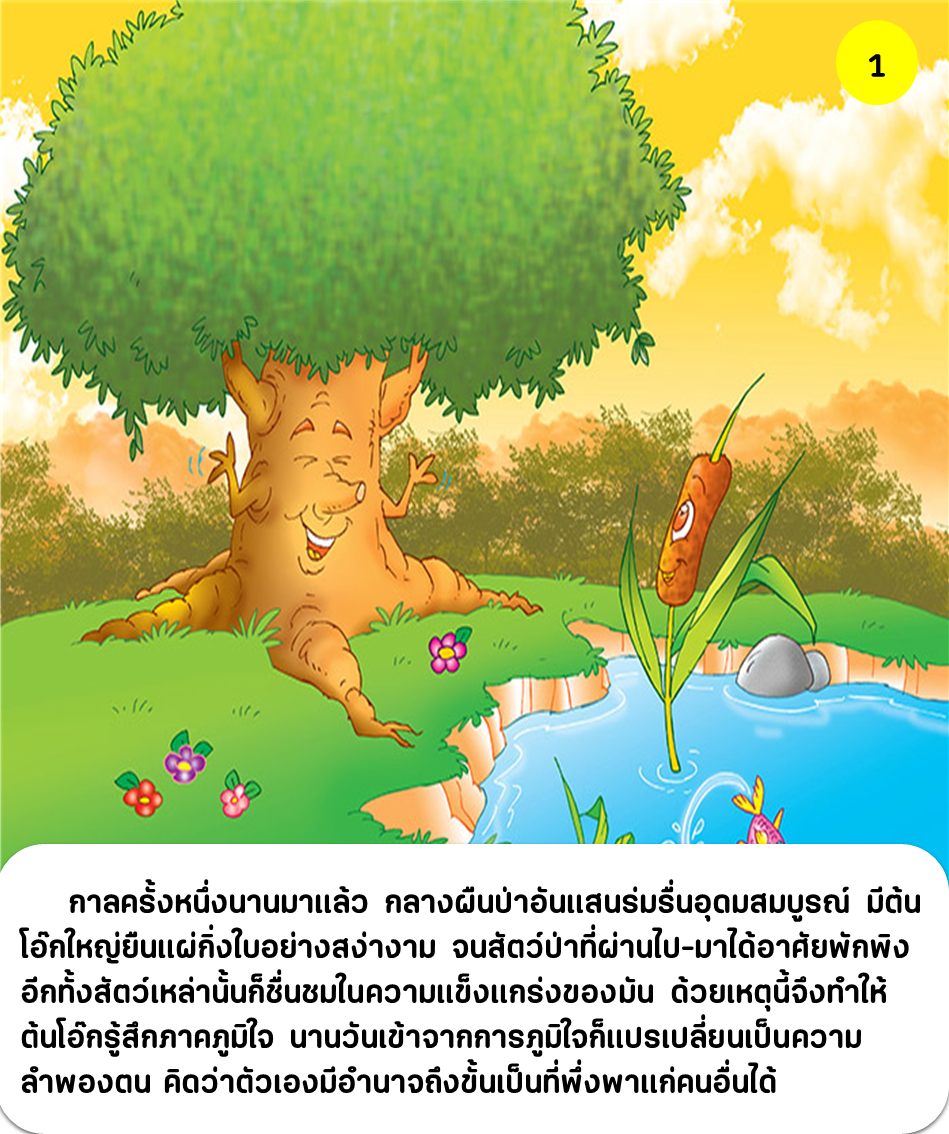 1
กาลครั้งหนึ่งนานมาแล้ว กลางผืนป่าอันแสนร่มรื่นอุดมสมบูรณ์ มีต้น
โอ๊กใหญ่ยืนแผ่กิ่งใบอย่างสง่างาม จนสัตว์ป่าที่ผ่านไป-มาได้อาศัยพักพิง
อีกทั้งสัตว์เหล่านั้นก็ชื่นชมในความแข็งแกร่งของมัน ด้วยเหตุนี้จึงทำให้
ต้นโอ๊กรู้สึกภาคภูมิใจ นานวันเข้าจากการภูมิใจก็แปรเปลี่ยนเป็นความ
ลำพองตน คิดว่าตัวเองมีอำนาจถึงขั้นเป็นที่พึ่งพาแก่คนอื่นได้